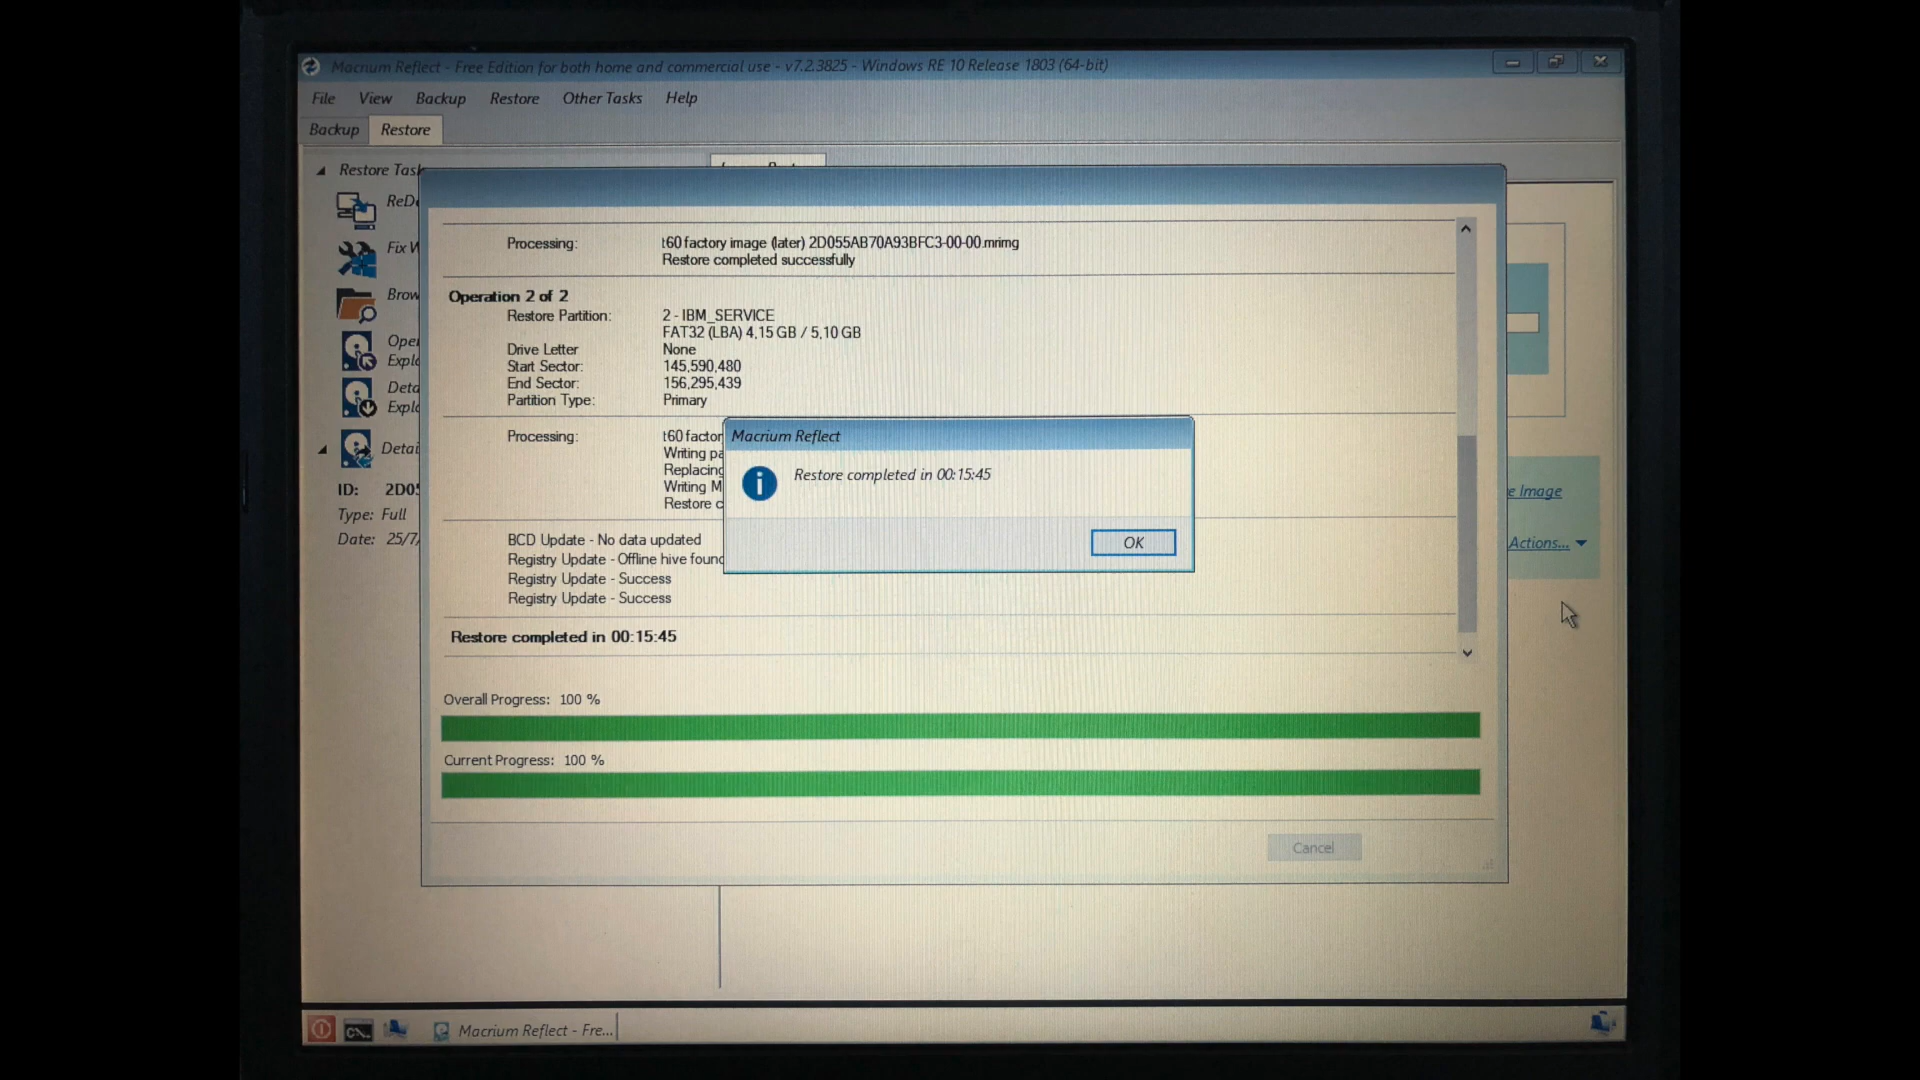 Macrium Reflect - Free Edition for both home and commercial use - v7.2.3825 - Windows RE 10 Release 1803 (64-bit)
File View Backup Restore Other Tasks Help
Backup Restore
Restore Task
ReDe
Fix W
Brow
Open
Explo
Deta
Explo
Detai
ID: 2D05
Type: Full
Date: 25/7/
Processing: t60 factory image (later) 2D055AB70A93BFC3-00-00.mrimg
Restore completed successfully
Operation 2 of 2
Restore Partition: 2 - IBM_SERVICE
FAT32 (LBA) 4.15 GB / 5.10 GB
Drive Letter None
Start Sector: 145,590,480
End Sector: 156,295,439
Partition Type: Primary
Processing: t60 factor
Writing pa
Replacing
Writing M
Restore c
BCD Update - No data updated
Registry Update - Offline hive found
Registry Update - Success
Registry Update - Success
Restore completed in 00:15:45
Macrium Reflect
Restore completed in 00:15:45
OK
e Image
Actions...
Overall Progress: 100 %
Current Progress: 100 %
Cancel
C:\.
Macrium Reflect - Fre...